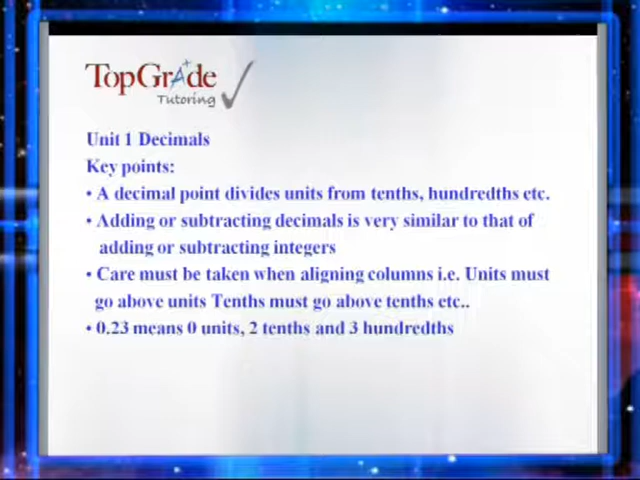 TopGrAde
Tutoring
Unit 1 Decimals
Key points:
• A decimal point divides units from tenths, hundredths etc.
• Adding or subtracting decimals is very similar to that of
adding or subtracting integers
• Care must be taken when aligning columns i.e. Units must
go above units Tenths must go above tenths etc..
• 0.23 means 0 units, 2 tenths and 3 hundredths